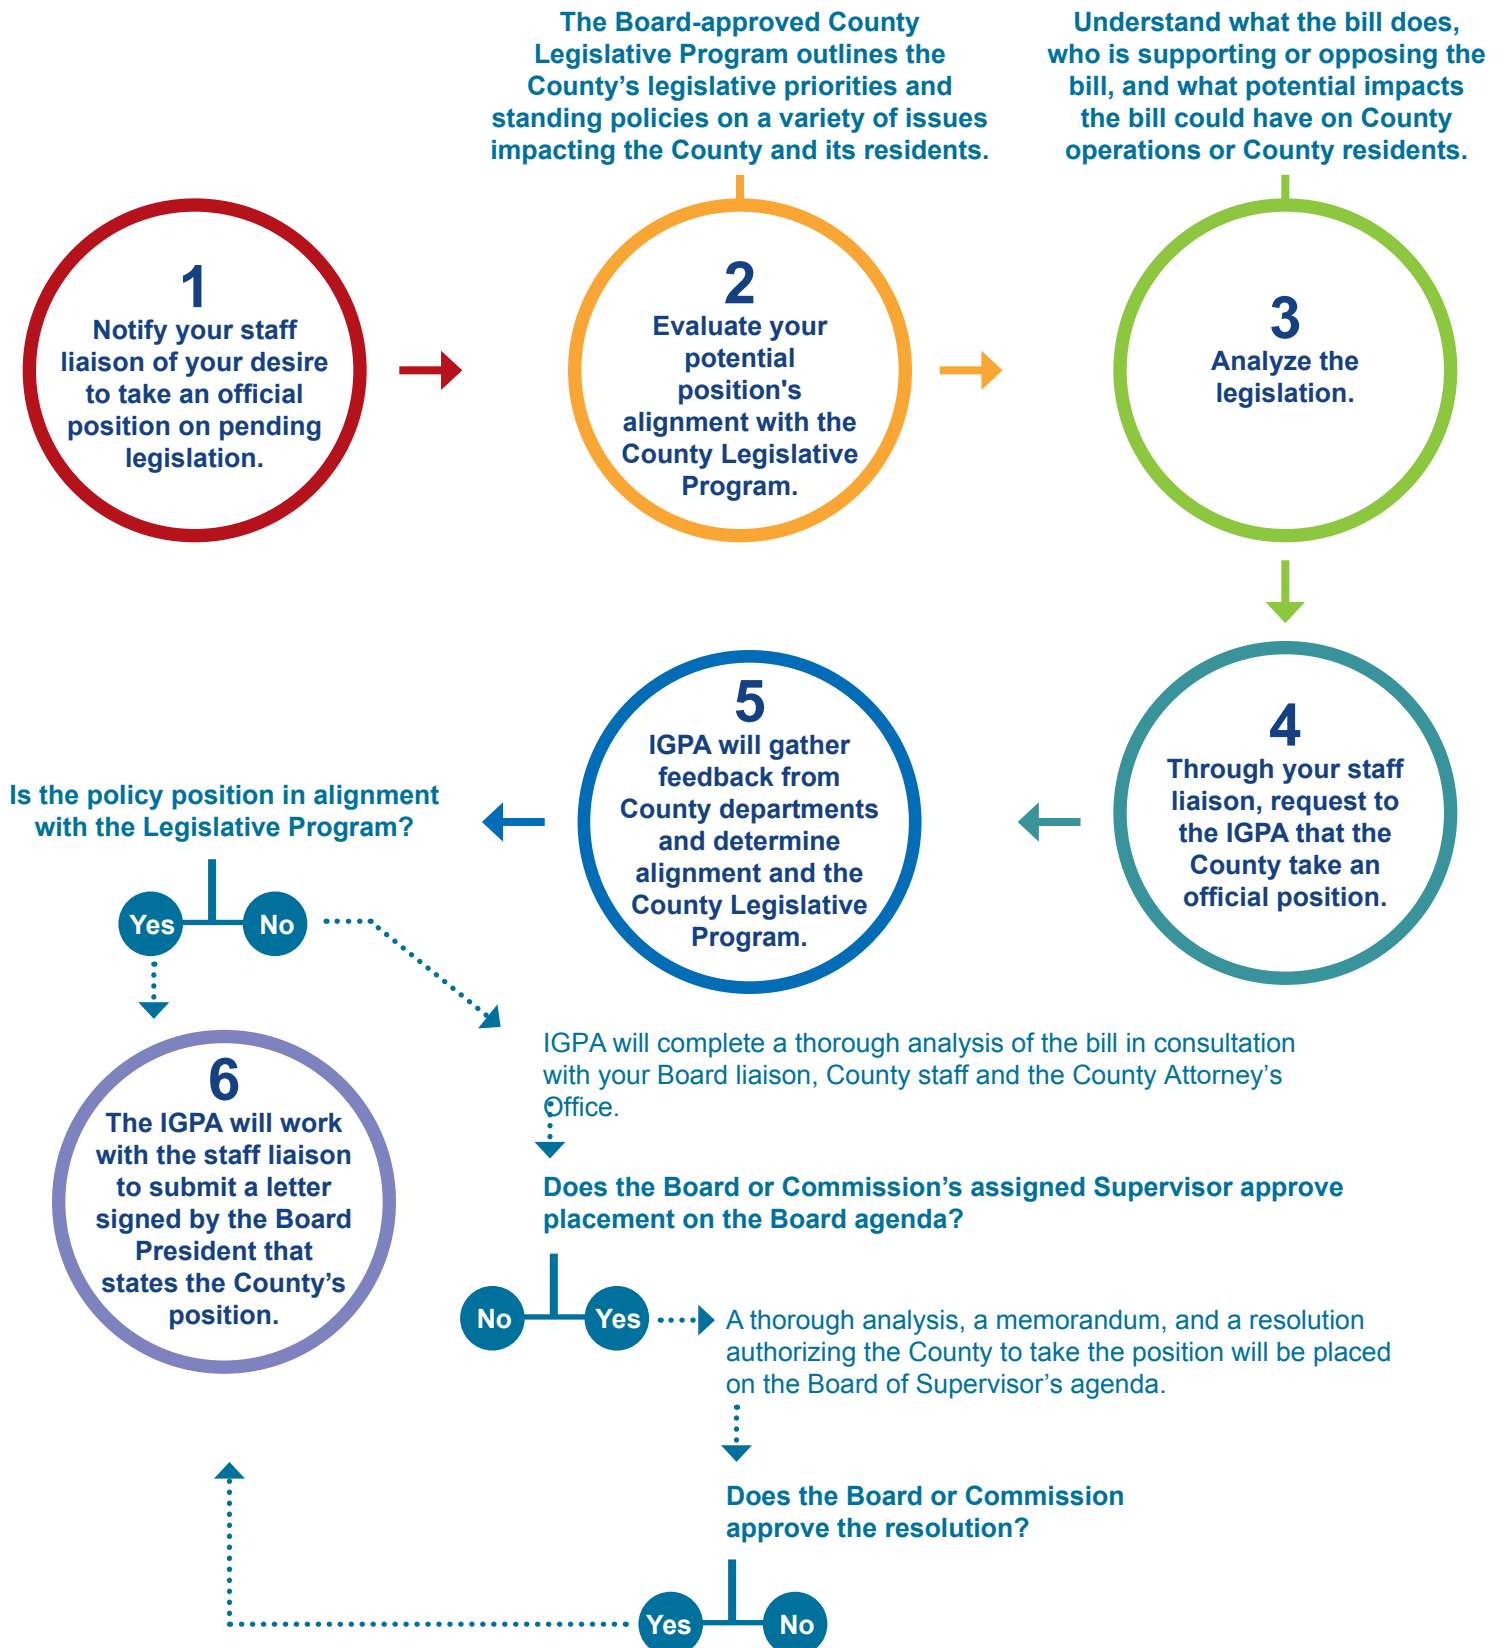 The Board-approved County
Legislative Program outlines the
County’s legislative priorities and
standing policies on a variety of issues
impacting the County and its residents.
Understand what the bill does,
who is supporting or opposing the
bill, and what potential impacts
the bill could have on County
operations or County residents.
1
Notify your staff
liaison of your desire
to take an official
position on pending
legislation.
2
Evaluate your
potential
position's
alignment with the
County Legislative
Program.
3
Analyze the
legislation.
4
Through your staff
liaison, request to
the IGPA that the
County take an
official position.
5
IGPA will gather
feedback from
County departments
and determine
alignment and the
County Legislative
Program.
Is the policy position in alignment
with the Legislative Program?
Yes
No
6
The IGPA will work
with the staff liaison
to submit a letter
signed by the Board
President that
states the County’s
position.
IGPA will complete a thorough analysis of the bill in consultation
with your Board liaison, County staff and the County Attorney’s
Office.
Does the Board or Commission’s assigned Supervisor approve
placement on the Board agenda?
No
Yes
A thorough analysis, a memorandum, and a resolution
authorizing the County to take the position will be placed
on the Board of Supervisor’s agenda.
Does the Board or Commission
approve the resolution?
Yes
No